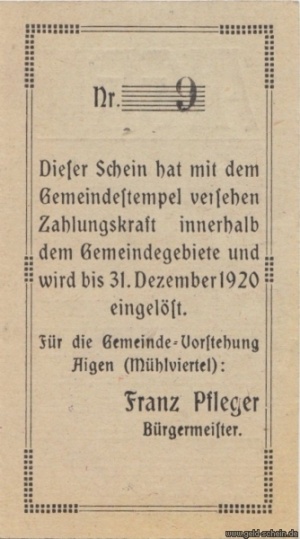 Nr. 9
Dieſer Schein hat mit dem
Gemeindeſtempel verſehen
Zahlungskraft innerhalb
dem Gemeindegebiete und
wird bis 31. Dezember 1920
eingelöſt.
Für die Gemeinde-Vorſtehung
Aigen (Mühlviertel):
Franz Pfleger
Bürgermeiſter.
www.geld-schein.de